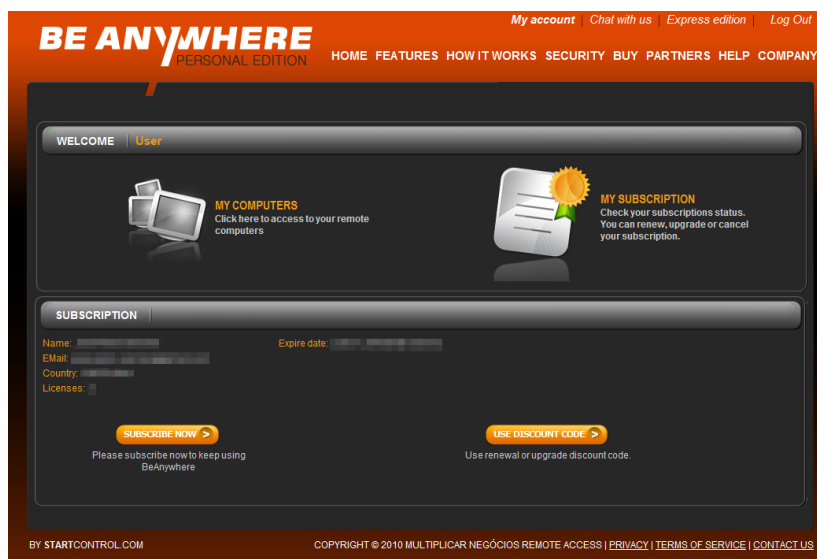 My account | Chat with us | Express edition | Log Out
BE ANYWHERE
PERSONAL EDITION
HOME FEATURES HOW IT WORKS SECURITY BUY PARTNERS HELP COMPANY
WELCOME | User
MY COMPUTERS
Click here to access to your remote
computers
MY SUBSCRIPTION
Check your subscriptions status.
You can renew, upgrade or cancel
your subscription.
SUBSCRIPTION |
Name:
Expire date:
EMail:
Country:
Licenses:
SUBSCRIBE NOW >
Please subscribe now to keep using
BeAnywhere
USE DISCOUNT CODE >
Use renewal or upgrade discount code.
BY STARTCONTROL.COM
COPYRIGHT © 2010 MULTIPLICAR NEGÓCIOS REMOTE ACCESS | PRIVACY | TERMS OF SERVICE | CONTACT US